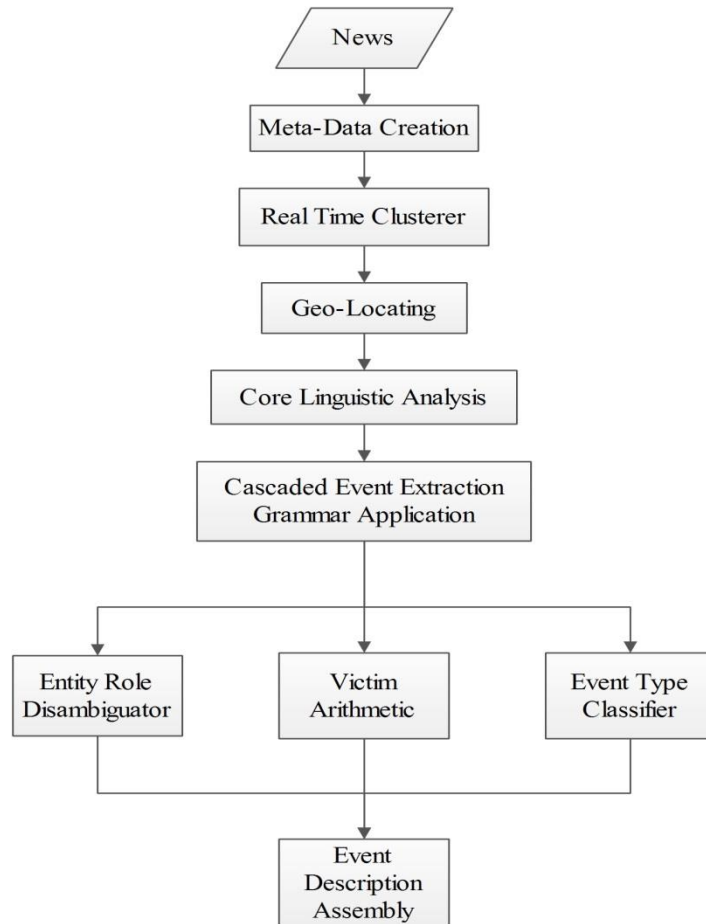 News
Meta-Data Creation
Real Time Clusterer
Geo-Locating
Core Linguistic Analysis
Cascaded Event Extraction
Grammar Application
Entity Role
Disambiguator
Victim
Arithmetic
Event Type
Classifier
Event
Description
Assembly